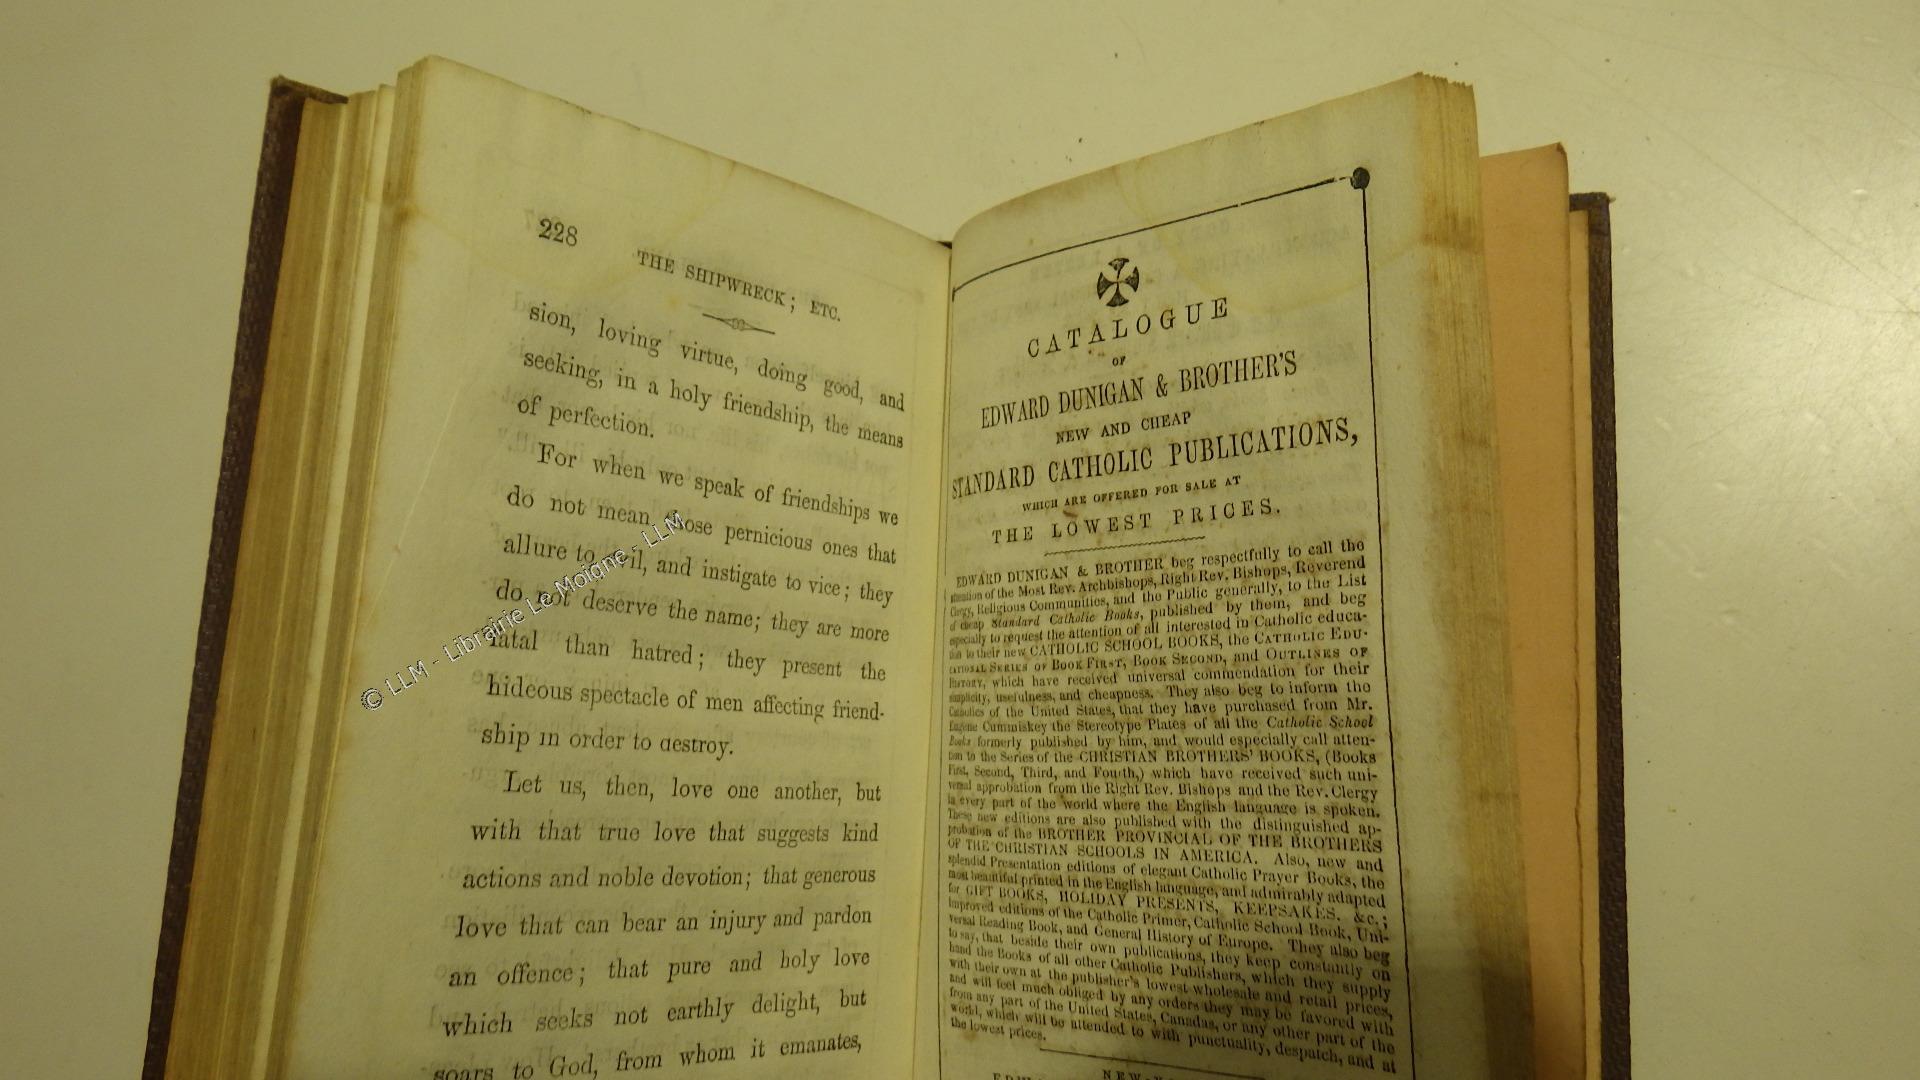 228
THE SHIPWRECK; ETC.
sion, loving virtue, doing good, and
seeking, in a holy friendship, the means
of perfection.
For when we speak of friendships we
do not mean those pernicious ones that
allure to evil, and instigate to vice; they
do not deserve the name; they are more
fatal than hatred; they present the
hideous spectacle of men affecting friend-
ship in order to destroy.
Let us, then, love one another, but
with that true love that suggests kind
actions and noble devotion; that generous
love that can bear an injury and pardon
an offence; that pure and holy love
which seeks not earthly delight, but
soars to God, from whom it emanates,
© LLM - Librairie Le Moigne - LLM
CATALOGUE
OF
EDWARD DUNIGAN & BROTHER'S
NEW AND CHEAP
STANDARD CATHOLIC PUBLICATIONS,
WHICH ARE OFFERED FOR SALE AT
THE LOWEST PRICES.
EDWARD DUNIGAN & BROTHER beg respectfully to call the
attention of the Most Rev. Archbishops, Right Rev. Bishops, Reverend
Clergy, Religious Communities, and the Public generally, to the List
of cheap Standard Catholic Books, published by them, and beg
especially to request the attention of all interested in Catholic educa-
tion to their new CATHOLIC SCHOOL BOOKS, the CATHOLIC EDU-
CATIONAL SERIES OF BOOK FIRST, BOOK SECOND, and OUTLINES OF
HISTORY, which have received universal commendation for their
simplicity, usefulness, and cheapness. They also beg to inform the
Catholics of the United States, that they have purchased from Mr.
Eugene Cummiskey the Stereotype Plates of all the Catholic School
Books formerly published by him, and would especially call atten-
tion to the Series of the CHRISTIAN BROTHERS' BOOKS, (Books
First, Second, Third, and Fourth,) which have received such uni-
versal approbation from the Right Rev. Bishops and the Rev. Clergy
in every part of the world where the English language is spoken.
These new editions are also published with the distinguished ap-
probation of the BROTHER PROVINCIAL OF THE BROTHERS
OF THE CHRISTIAN SCHOOLS IN AMERICA. Also, new and
splendid Presentation editions of elegant Catholic Prayer Books, the
most beautiful printed in the English language, and admirably adapted
for GIFT BOOKS, HOLIDAY PRESENTS, KEEPSAKES, &c.;
improved editions of the Catholic Primer, Catholic School Book, Uni-
versal Reading Book, and General History of Europe. They also beg
to say, that beside their own publications, they keep constantly on
hand the Books of all other Catholic Publishers, which they supply
with their own at the publisher's lowest wholesale and retail prices,
and will feel much obliged by any orders they may be favored with
from any part of the United States, Canadas, or any other part of the
world, which will be attended to with punctuality, despatch, and at
the lowest prices.